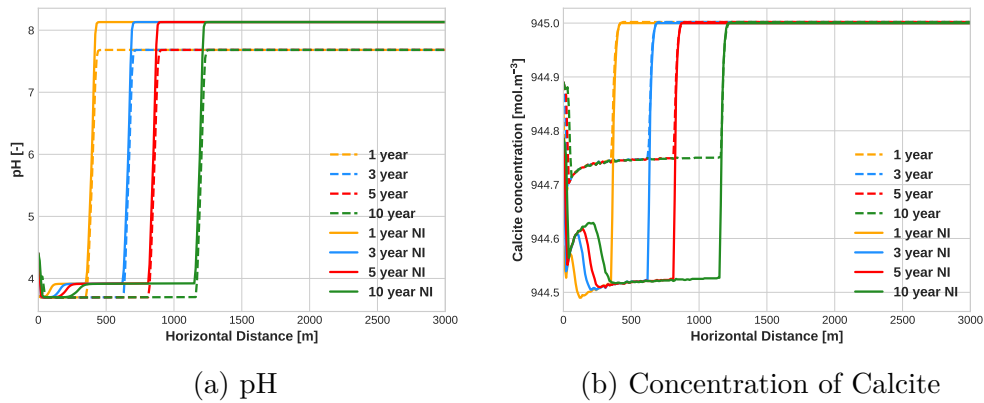 8
7
6
5
4
pH [-]
1 year
3 year
5 year
10 year
1 year NI
3 year NI
5 year NI
10 year NI
0 500 1000 1500 2000 2500 3000
Horizontal Distance [m]
(a) pH
945.0
944.9
944.8
944.7
944.6
944.5
Calcite concentration [mol.m⁻³]
1 year
3 year
5 year
10 year
1 year NI
3 year NI
5 year NI
10 year NI
0 500 1000 1500 2000 2500 3000
Horizontal Distance [m]
(b) Concentration of Calcite